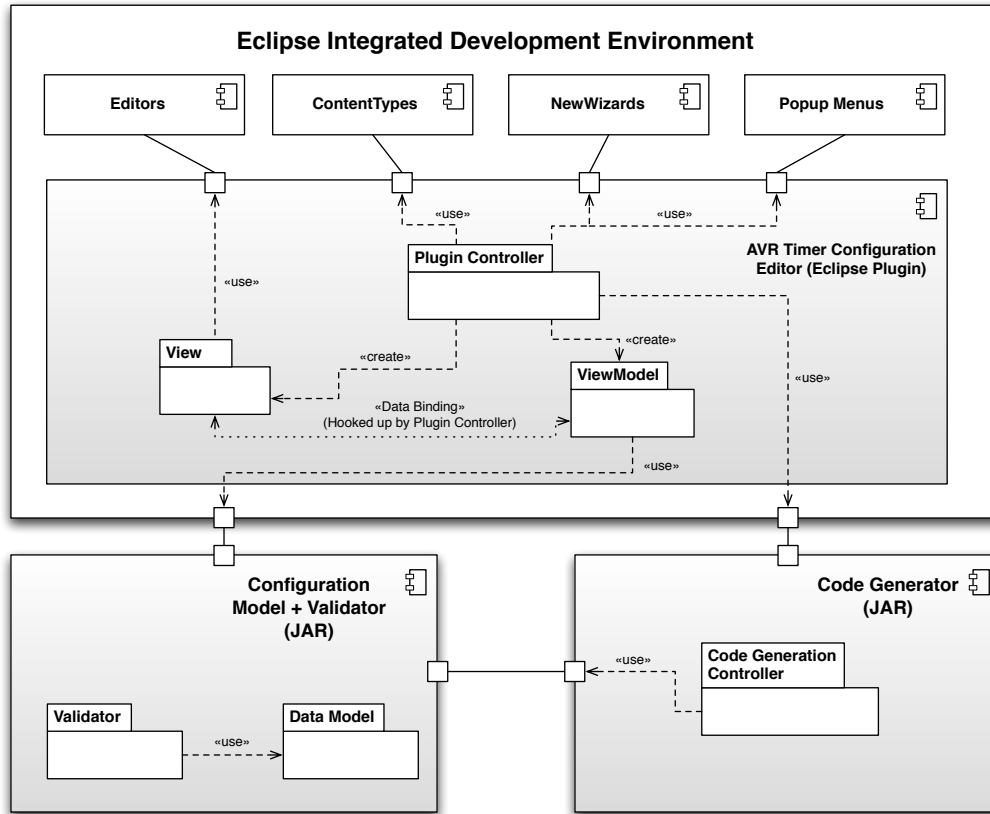 Eclipse Integrated Development Environment
Editors
ContentTypes
NewWizards
Popup Menus
«use»
«use»
AVR Timer Configuration
Editor (Eclipse Plugin)
Plugin Controller
«use»
View
«create»
«create»
ViewModel
«use»
«Data Binding»
(Hooked up by Plugin Controller)
«use»
Configuration
Model + Validator
(JAR)
Code Generator
(JAR)
«use»
Code Generation
Controller
Validator
«use»
Data Model